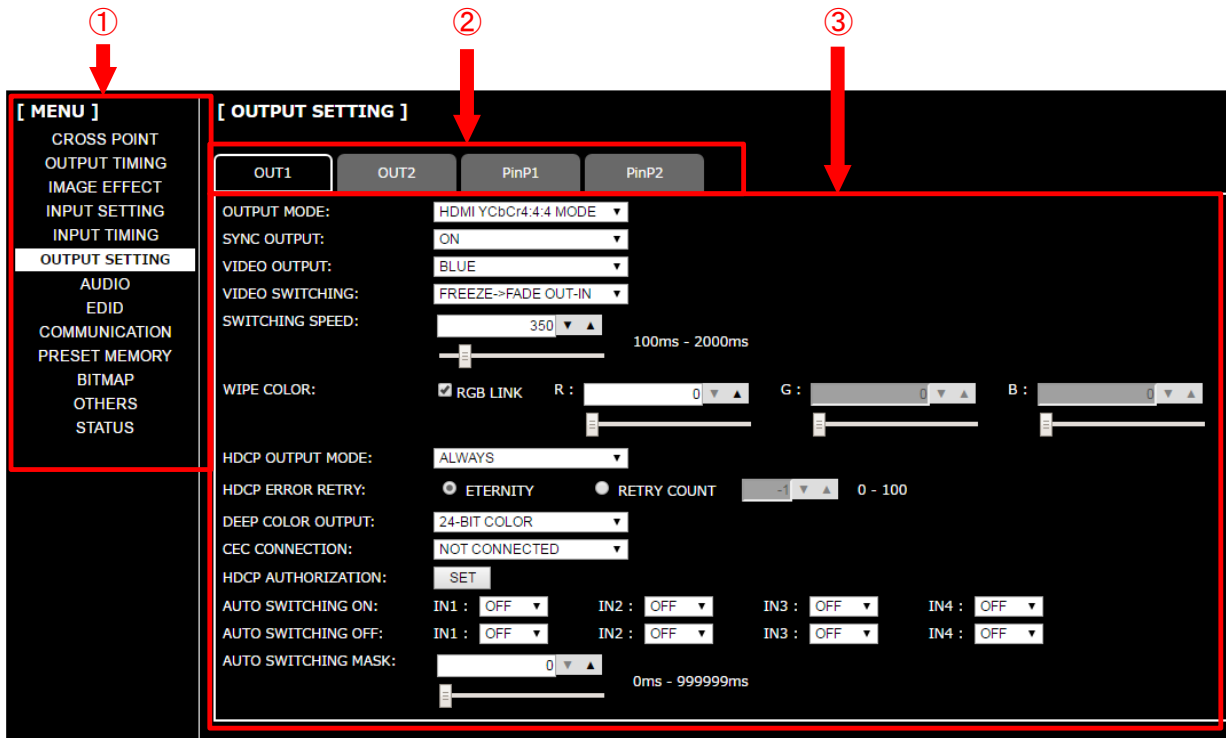 ① ② ③
[ MENU ]
CROSS POINT
OUTPUT TIMING
IMAGE EFFECT
INPUT SETTING
INPUT TIMING
OUTPUT SETTING
AUDIO
EDID
COMMUNICATION
PRESET MEMORY
BITMAP
OTHERS
STATUS
[ OUTPUT SETTING ]
OUT1 OUT2 PinP1 PinP2
OUTPUT MODE: HDMI YCbCr4:4:4 MODE ▼
SYNC OUTPUT: ON ▼
VIDEO OUTPUT: BLUE ▼
VIDEO SWITCHING: FREEZE->FADE OUT-IN ▼
SWITCHING SPEED: 350 ▼ ▲ 100ms - 2000ms
WIPE COLOR: RGB LINK R : 0 ▼ ▲ G : 0 ▼ ▲ B : 0 ▼ ▲
HDCP OUTPUT MODE: ALWAYS ▼
HDCP ERROR RETRY: ETERNITY RETRY COUNT -1 ▼ ▲ 0 - 100
DEEP COLOR OUTPUT: 24-BIT COLOR ▼
CEC CONNECTION: NOT CONNECTED ▼
HDCP AUTHORIZATION: SET
AUTO SWITCHING ON: IN1 : OFF ▼ IN2 : OFF ▼ IN3 : OFF ▼ IN4 : OFF ▼
AUTO SWITCHING OFF: IN1 : OFF ▼ IN2 : OFF ▼ IN3 : OFF ▼ IN4 : OFF ▼
AUTO SWITCHING MASK: 0 ▼ ▲ 0ms - 999999ms